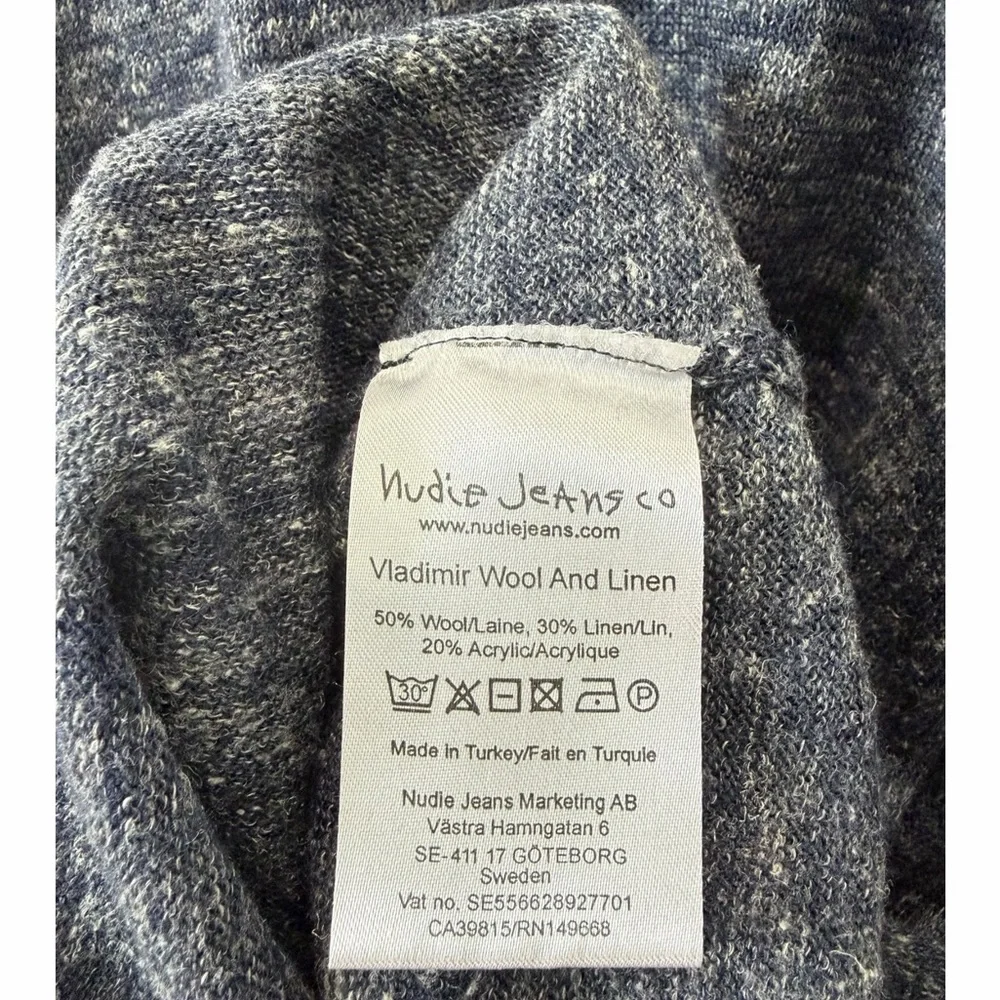 nudie Jeans co
www.nudiejeans.com
Vladimir Wool And Linen
50% Wool/Laine, 30% Linen/Lin,
20% Acrylic/Acrylique
30° P
Made in Turkey/Fait en Turquie
Nudie Jeans Marketing AB
Västra Hamngatan 6
SE-411 17 GÖTEBORG
Sweden
Vat no. SE556628927701
CA39815/RN149668